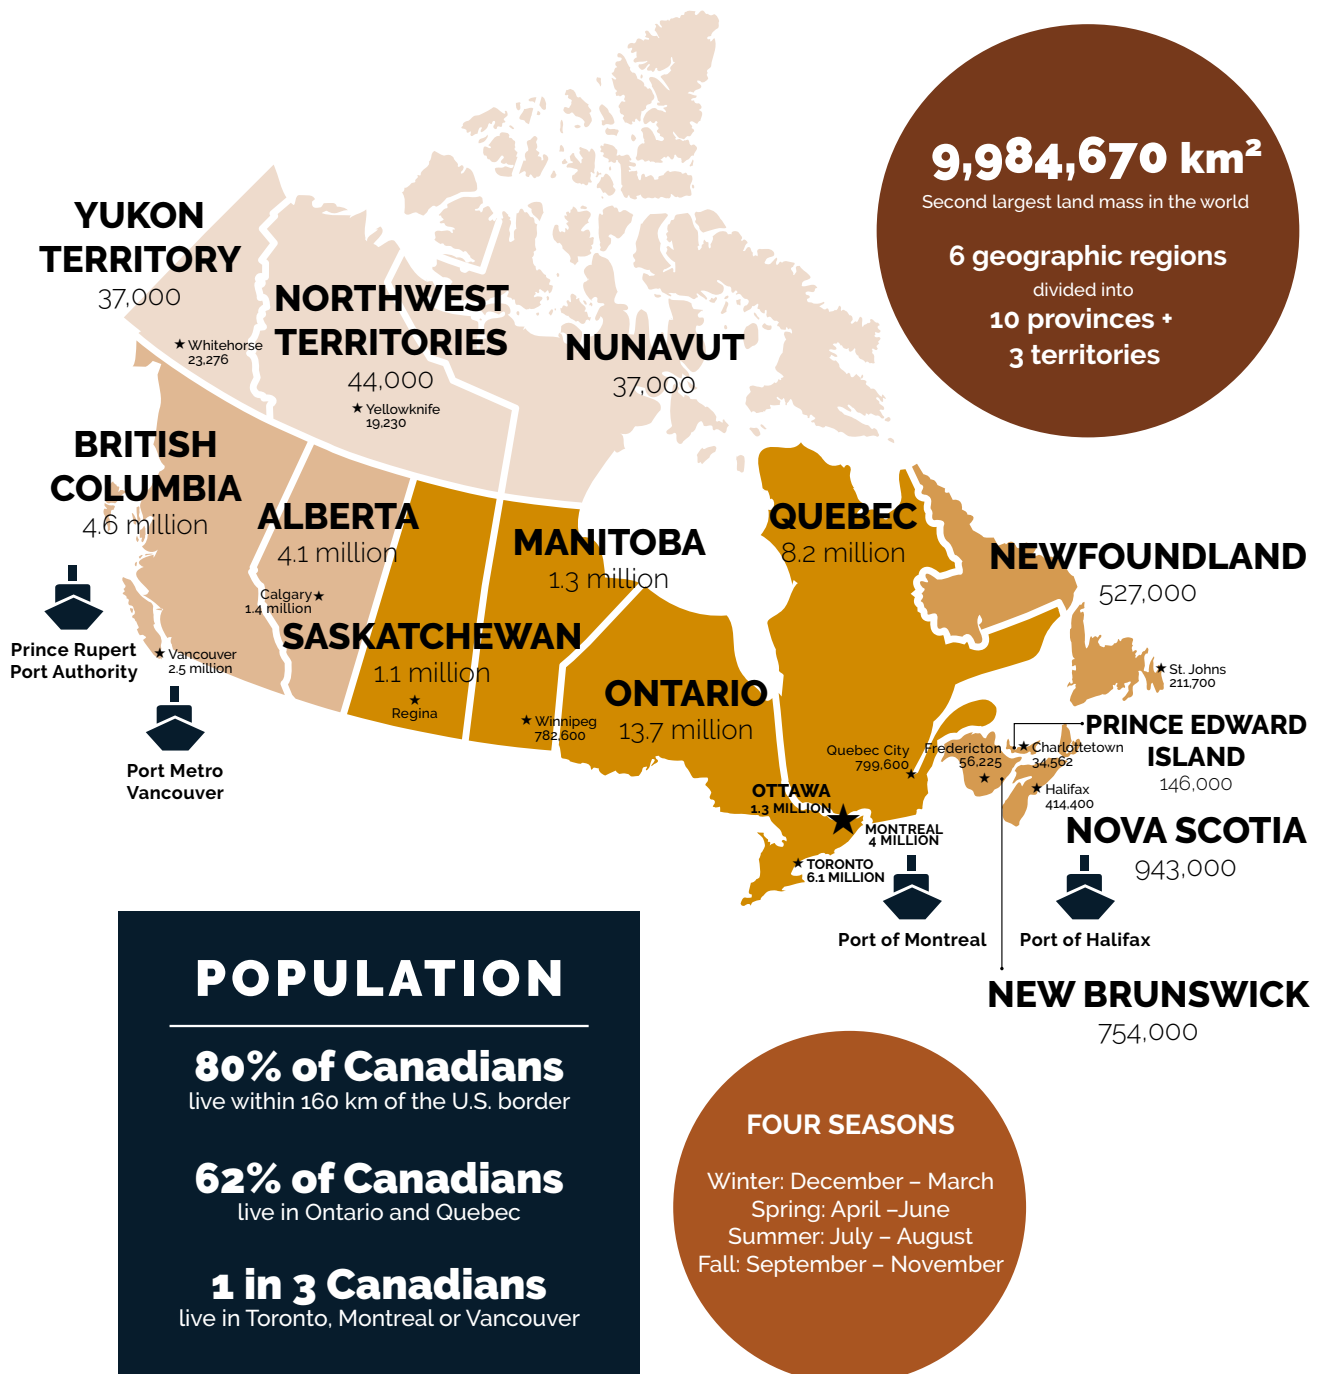 9,984,670 km²
Second largest land mass in the world
6 geographic regions
divided into
10 provinces +
3 territories
YUKON
TERRITORY
37,000
Whitehorse
23,276
NORTHWEST
TERRITORIES
44,000
Yellowknife
19,230
NUNAVUT
37,000
BRITISH
COLUMBIA
4.6 million
Prince Rupert
Port Authority
Vancouver
2.5 million
Port Metro
Vancouver
ALBERTA
4.1 million
Calgary
1.4 million
SASKATCHEWAN
1.1 million
Regina
MANITOBA
1.3 million
Winnipeg
782,600
ONTARIO
13.7 million
OTTAWA
1.3 MILLION
TORONTO
6.1 MILLION
QUEBEC
8.2 million
Quebec City
799,600
MONTREAL
4 MILLION
Port of Montreal
NEWFOUNDLAND
527,000
St. Johns
211,700
PRINCE EDWARD
ISLAND
146,000
Charlottetown
34,562
Fredericton
56,225
Halifax
414,400
NOVA SCOTIA
943,000
Port of Halifax
NEW BRUNSWICK
754,000
POPULATION
80% of Canadians
live within 160 km of the U.S. border
62% of Canadians
live in Ontario and Quebec
1 in 3 Canadians
live in Toronto, Montreal or Vancouver
FOUR SEASONS
Winter: December – March
Spring: April –June
Summer: July – August
Fall: September – November